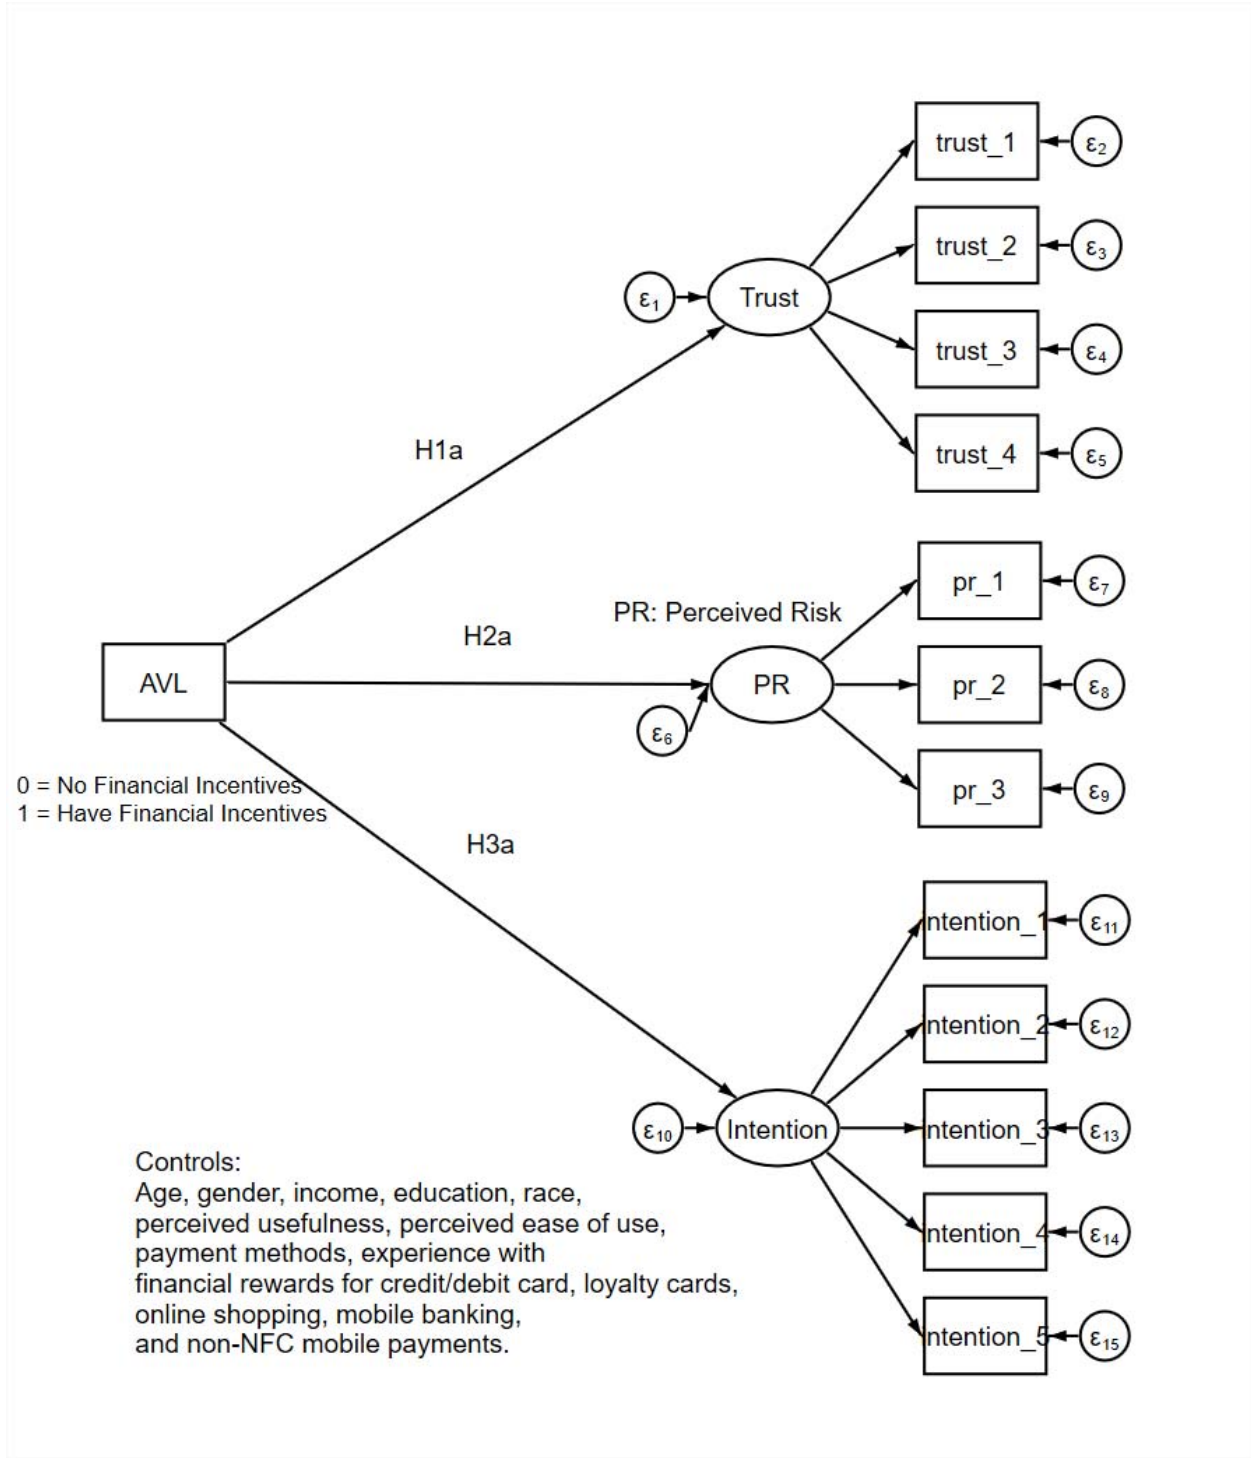 trust_1
ε2
trust_2
ε3
ε1
Trust
trust_3
ε4
trust_4
ε5
H1a
pr_1
ε7
PR: Perceived Risk
H2a
AVL
PR
pr_2
ε8
ε6
0 = No Financial Incentives
1 = Have Financial Incentives
pr_3
ε9
H3a
ntention_1
ε11
ntention_2
ε12
ε10
Intention
ntention_3
ε13
ntention_4
ε14
ntention_5
ε15
Controls:
Age, gender, income, education, race,
perceived usefulness, perceived ease of use,
payment methods, experience with
financial rewards for credit/debit card, loyalty cards,
online shopping, mobile banking,
and non-NFC mobile payments.